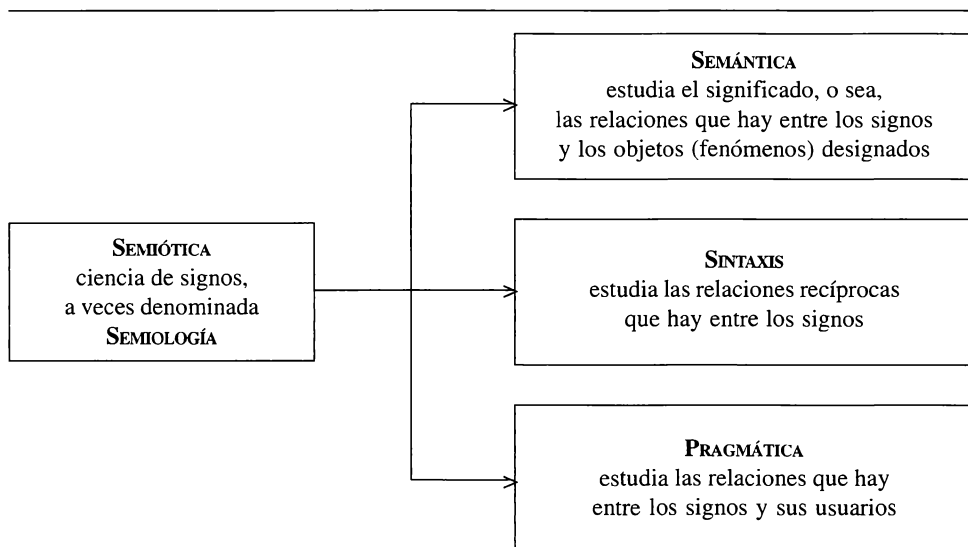 SEMIÓTICA
ciencia de signos,
a veces denominada
SEMIOLOGÍA
SEMÁNTICA
estudia el significado, o sea,
las relaciones que hay entre los signos
y los objetos (fenómenos) designados
SINTAXIS
estudia las relaciones recíprocas
que hay entre los signos
PRAGMÁTICA
estudia las relaciones que hay
entre los signos y sus usuarios